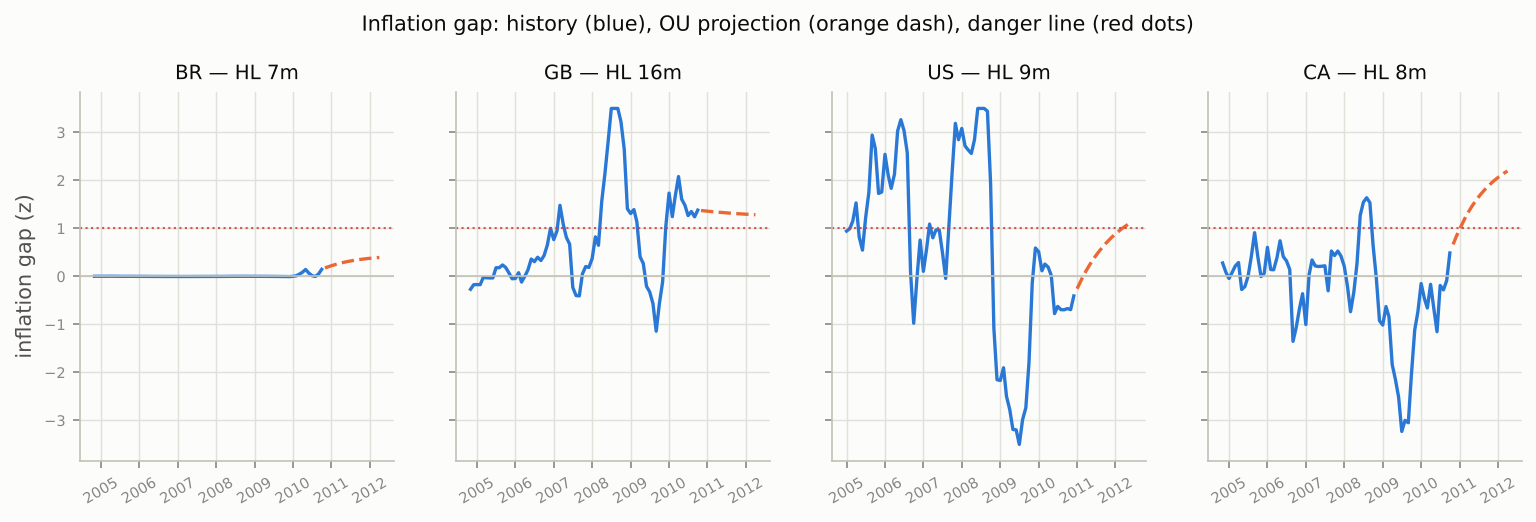 Inflation gap: history (blue), OU projection (orange dash), danger line (red dots)
BR — HL 7m
GB — HL 16m
US — HL 9m
CA — HL 8m
inflation gap (z)
3
2
1
0
−1
−2
−3
2005 2006 2007 2008 2009 2010 2011 2012
2005 2006 2007 2008 2009 2010 2011 2012
2005 2006 2007 2008 2009 2010 2011 2012
2005 2006 2007 2008 2009 2010 2011 2012